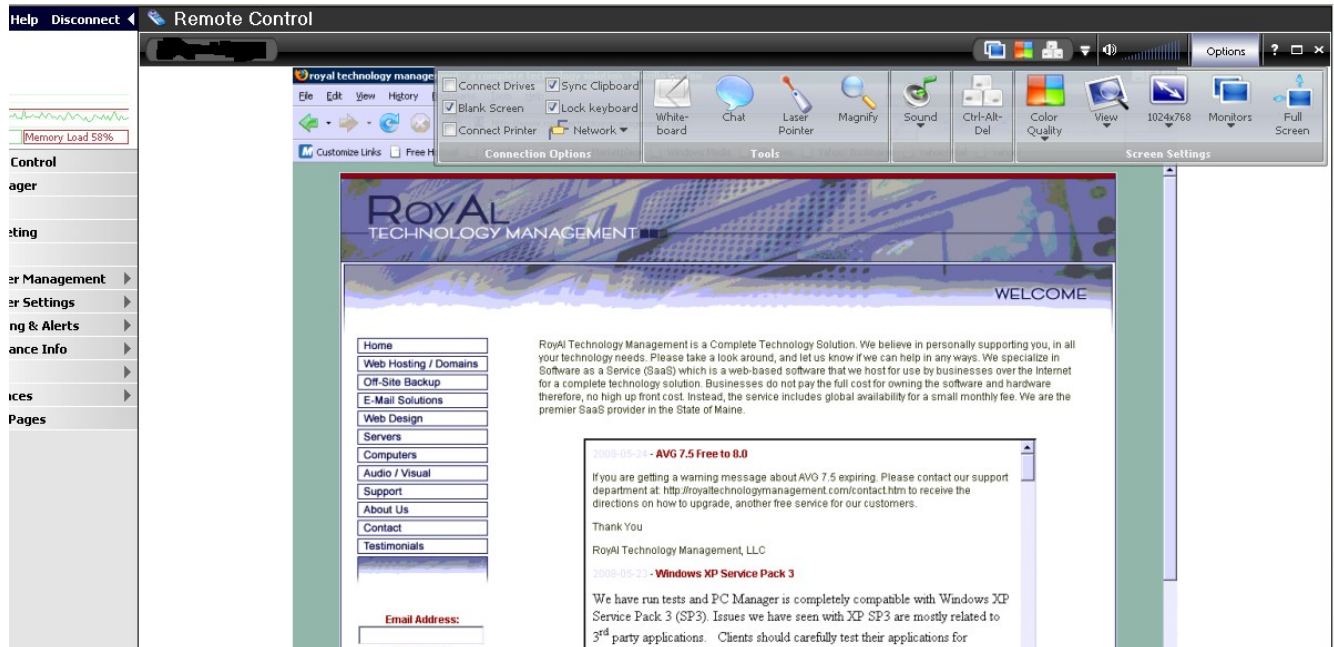 Help Disconnect
Remote Control
Options ?
royal technology manage
File Edit View History
Connect Drives Sync Clipboard
Blank Screen Lock keyboard
Connect Printer Network
Connection Options
White-board
Chat
Laser Pointer
Magnify
Tools
Sound
Ctrl-Alt-Del
Color Quality
View
1024x768
Monitors
Full Screen
Screen Settings
Customize Links Free H
Memory Load 58%
Control
ager
eting
er Management
er Settings
ng & Alerts
ance Info
ces
Pages
ROYAL
TECHNOLOGY MANAGEMENT
WELCOME
Home
Web Hosting / Domains
Off-Site Backup
E-Mail Solutions
Web Design
Servers
Computers
Audio / Visual
Support
About Us
Contact
Testimonials
Email Address:
RoyAl Technology Management is a Complete Technology Solution. We believe in personally supporting you, in all
your technology needs. Please take a look around, and let us know if we can help in any ways. We specialize in
Software as a Service (SaaS) which is a web-based software that we host for use by businesses over the Internet
for a complete technology solution. Businesses do not pay the full cost for owning the software and hardware
therefore, no high up front cost. Instead, the service includes global availability for a small monthly fee. We are the
premier SaaS provider in the State of Maine.
2008-05-24 - AVG 7.5 Free to 8.0
If you are getting a warning message about AVG 7.5 expiring. Please contact our support
department at: http://royaltechnologymanagement.com/contact.htm to receive the
directions on how to upgrade, another free service for our customers.
Thank You
RoyAl Technology Management, LLC
2008-05-23 - Windows XP Service Pack 3
We have run tests and PC Manager is completely compatible with Windows XP
Service Pack 3 (SP3). Issues we have seen with XP SP3 are mostly related to
3rd party applications. Clients should carefully test their applications for